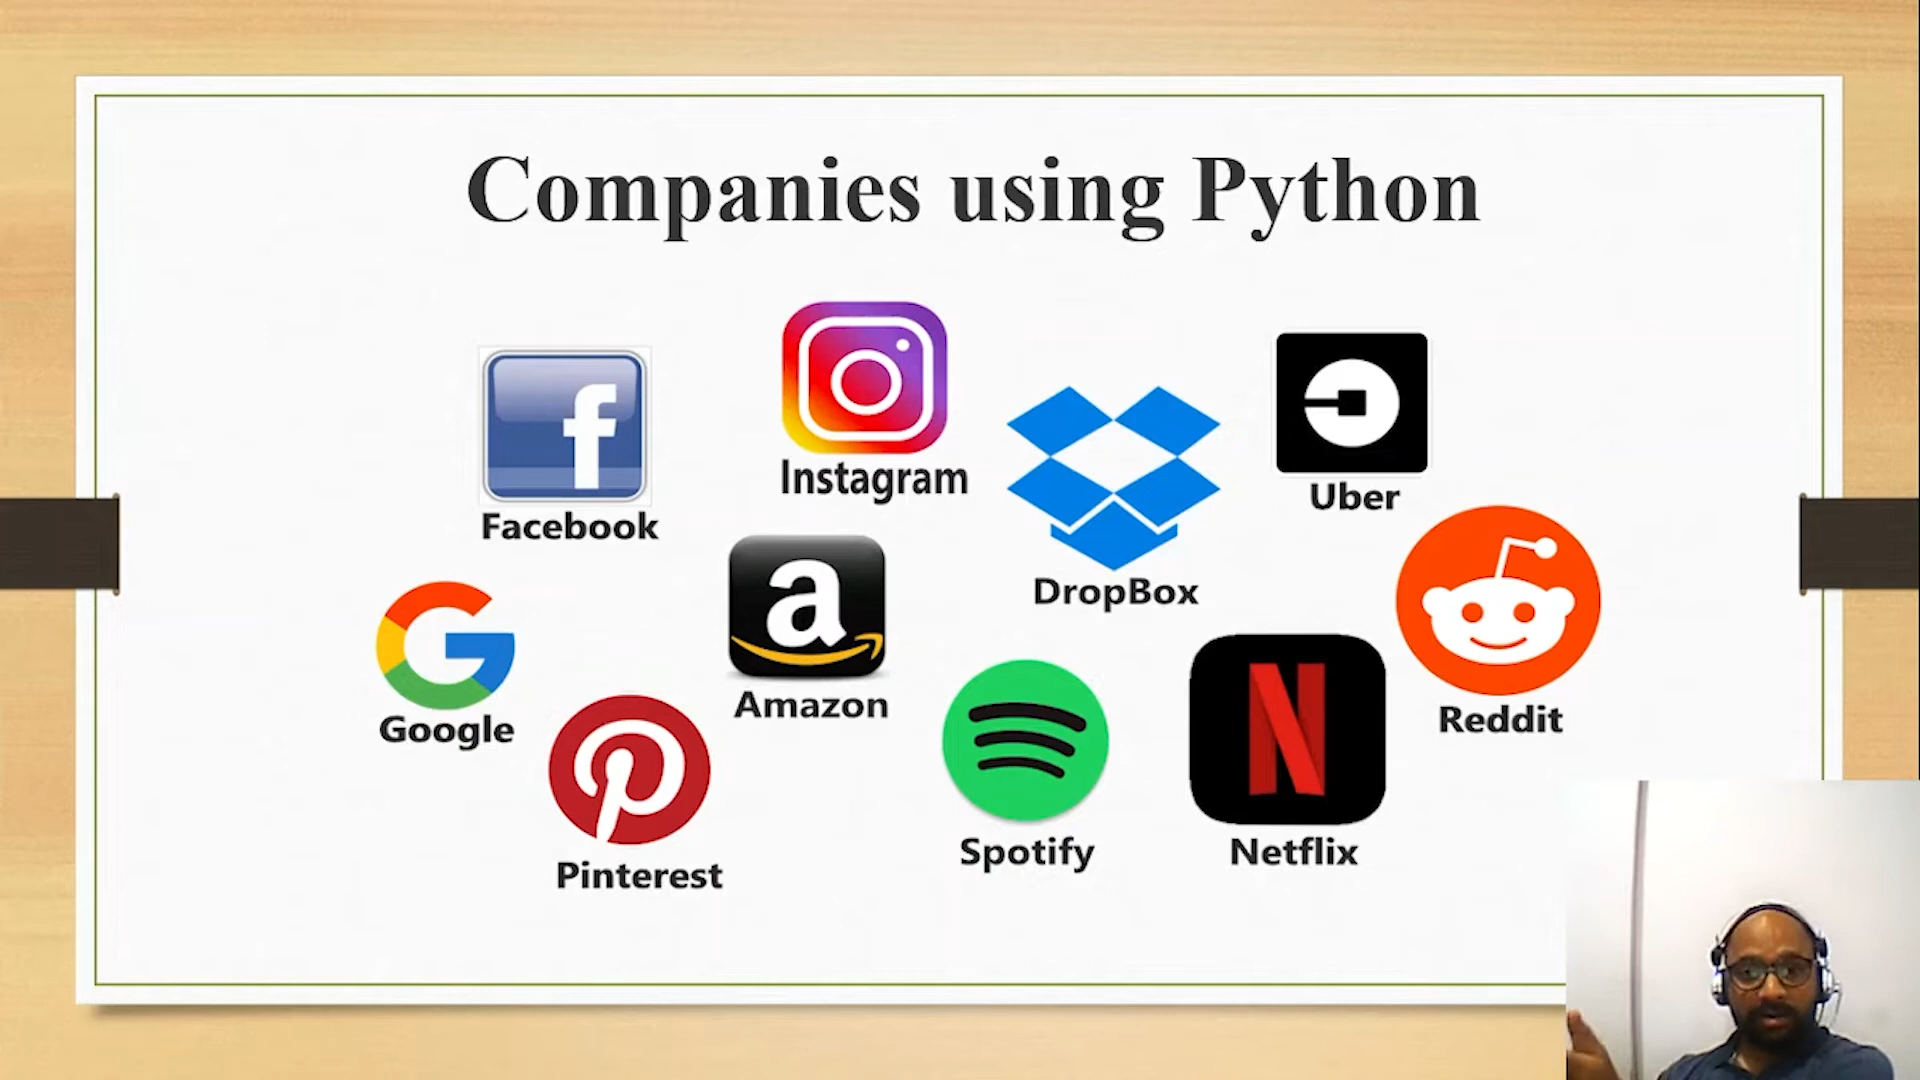 Companies using Python
Facebook
Instagram
DropBox
Uber
Google
Amazon
Reddit
Pinterest
Spotify
Netflix